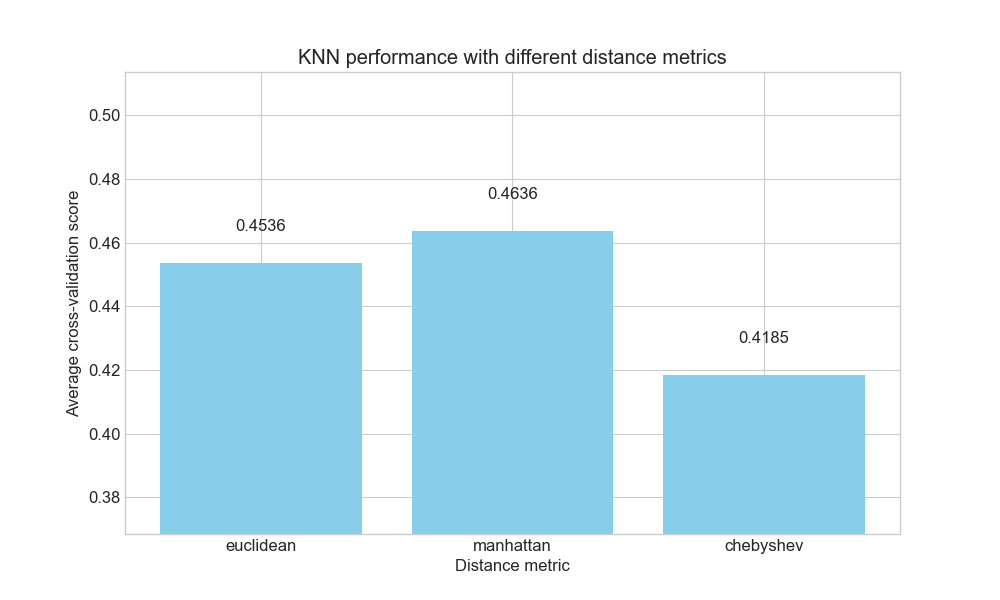 KNN performance with different distance metrics
Average cross-validation score
0.50
0.48
0.46
0.44
0.42
0.40
0.38
0.4536
0.4636
0.4185
euclidean
manhattan
chebyshev
Distance metric